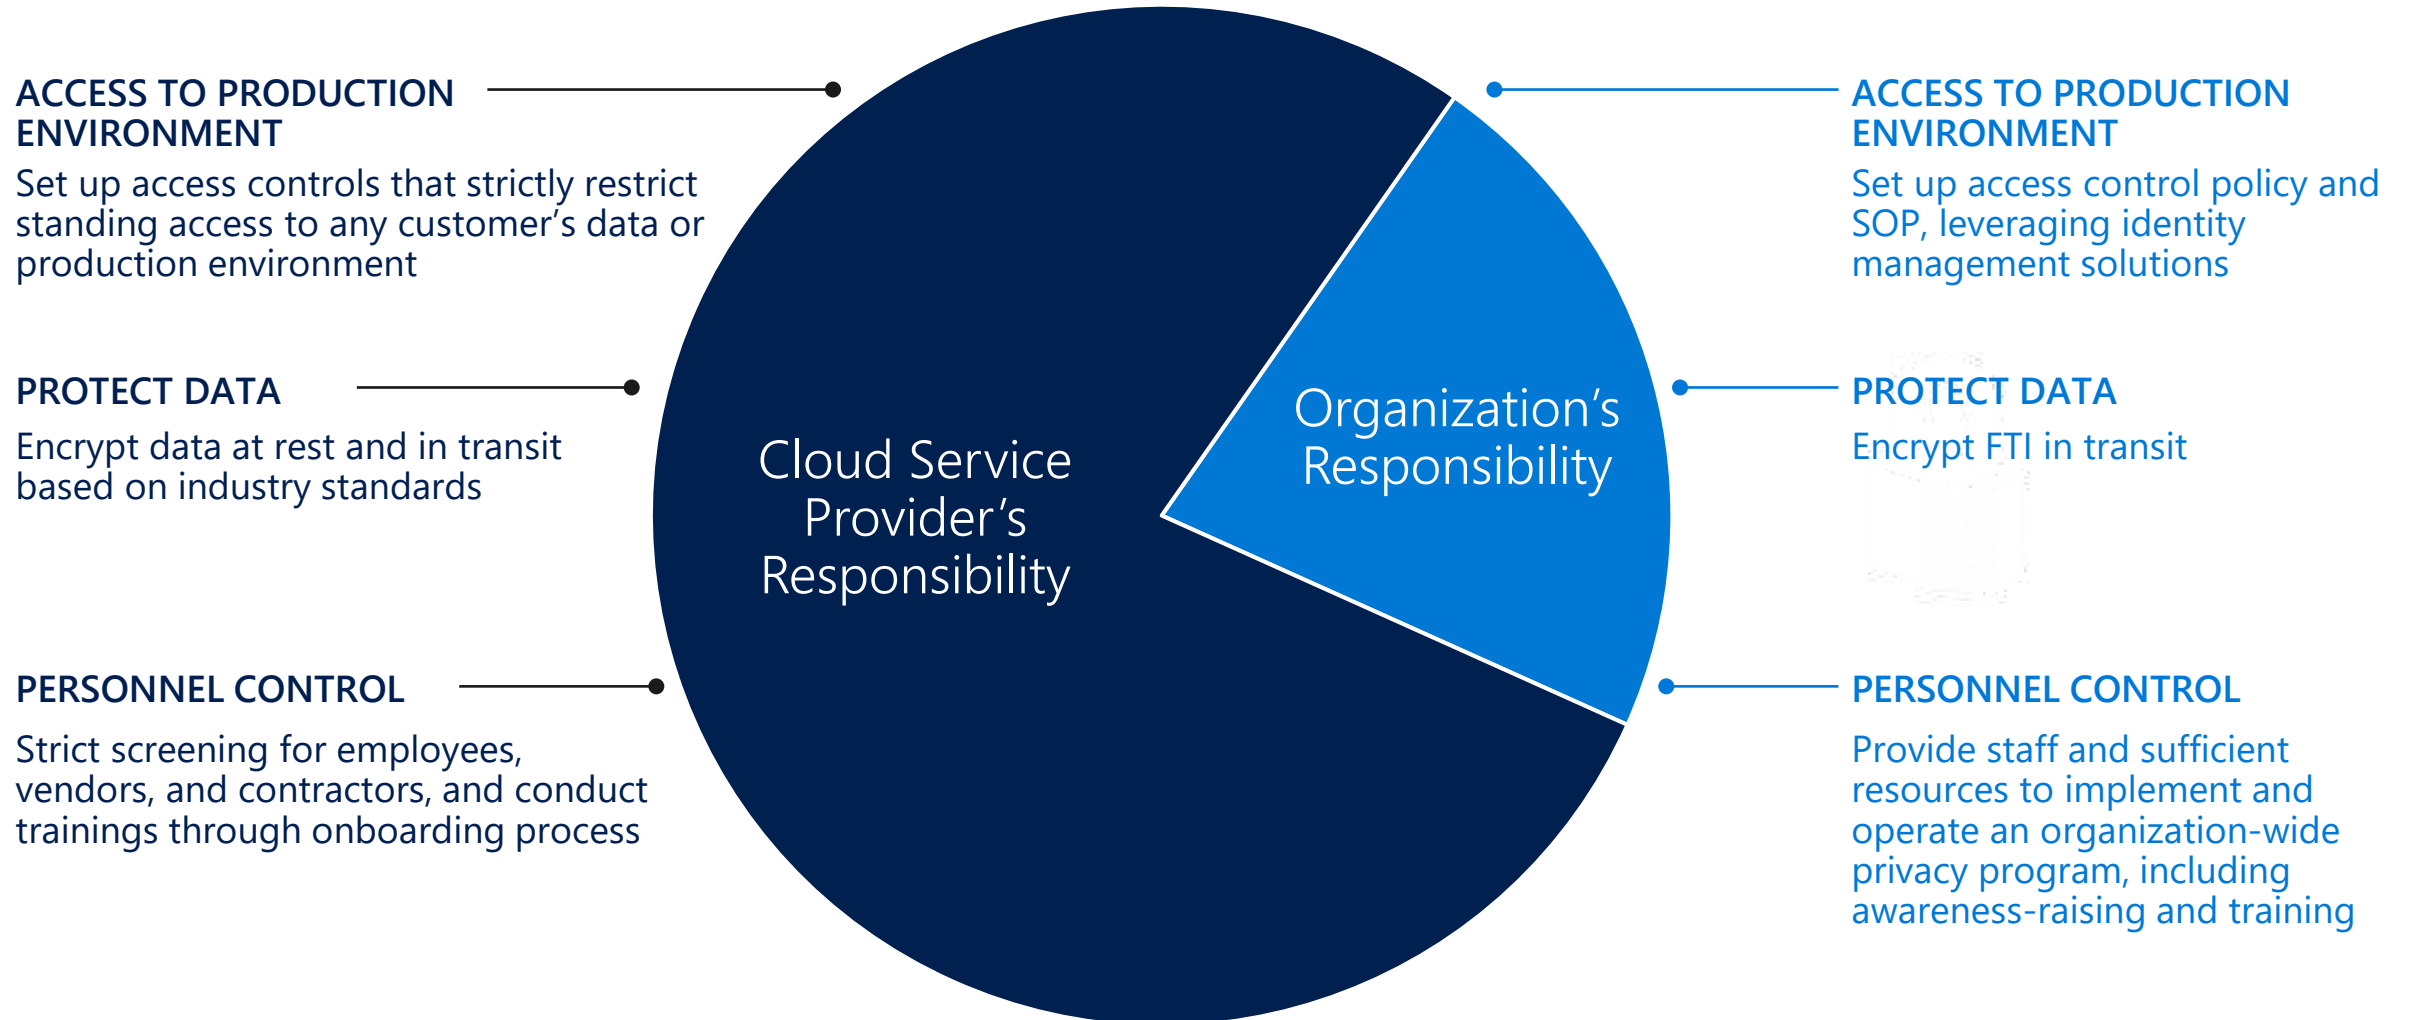 ACCESS TO PRODUCTION
ENVIRONMENT
Set up access controls that strictly restrict
standing access to any customer’s data or
production environment
PROTECT DATA
Encrypt data at rest and in transit
based on industry standards
PERSONNEL CONTROL
Strict screening for employees,
vendors, and contractors, and conduct
trainings through onboarding process
Cloud Service
Provider’s
Responsibility
Organization’s
Responsibility
ACCESS TO PRODUCTION
ENVIRONMENT
Set up access control policy and
SOP, leveraging identity
management solutions
PROTECT DATA
Encrypt FTI in transit
PERSONNEL CONTROL
Provide staff and sufficient
resources to implement and
operate an organization-wide
privacy program, including
awareness-raising and training